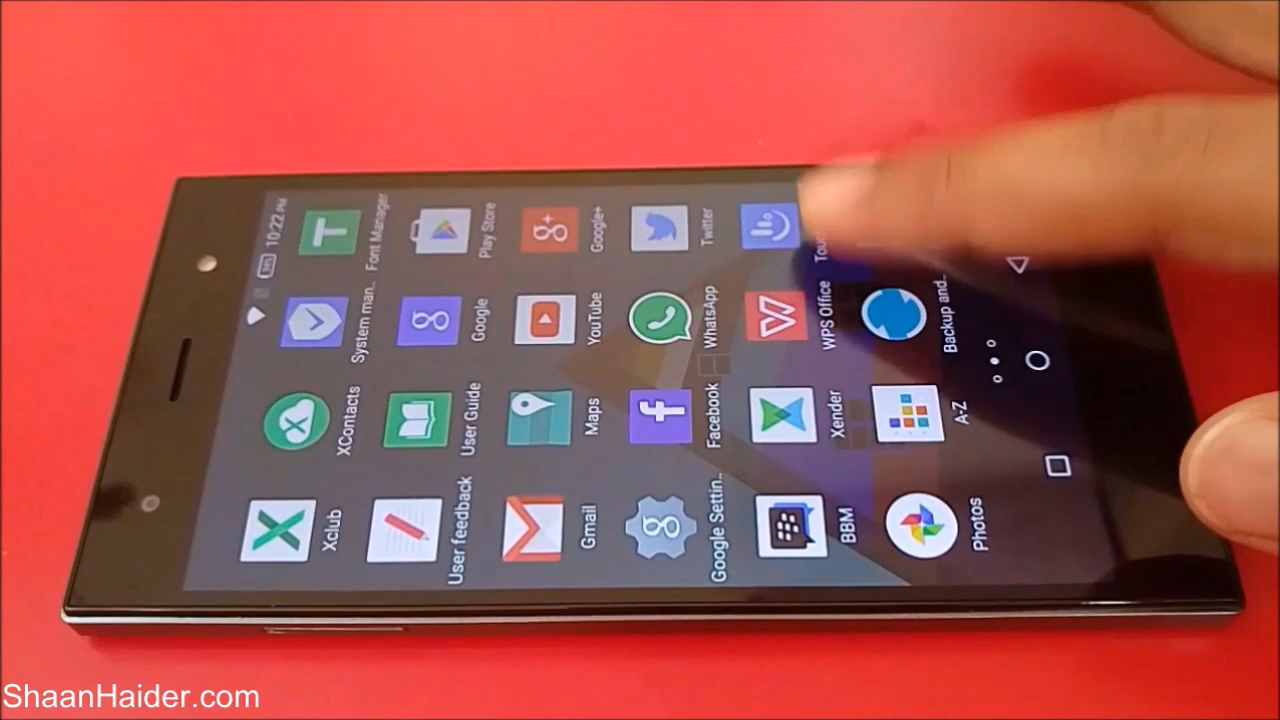 10:22 PM
Xclub
XContacts
System man..
Font Manager
User feedback
User Guide
Google
Play Store
Gmail
Maps
YouTube
Google+
Google Settin..
Facebook
WhatsApp
Twitter
BBM
Xender
WPS Office
Photos
A-Z
Backup and..
ShaanHaider.com